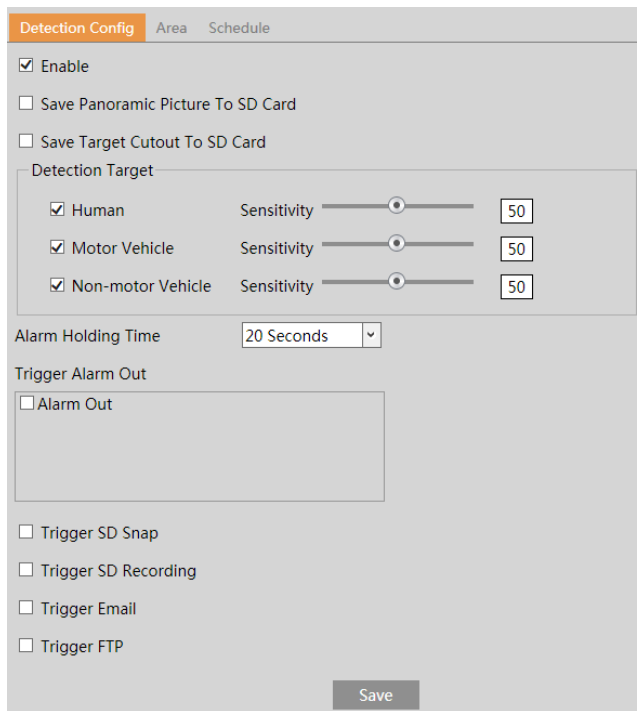 Detection Config Area Schedule
Enable
Save Panoramic Picture To SD Card
Save Target Cutout To SD Card
Detection Target
Human Sensitivity 50
Motor Vehicle Sensitivity 50
Non-motor Vehicle Sensitivity 50
Alarm Holding Time 20 Seconds
Trigger Alarm Out
Alarm Out
Trigger SD Snap
Trigger SD Recording
Trigger Email
Trigger FTP
Save